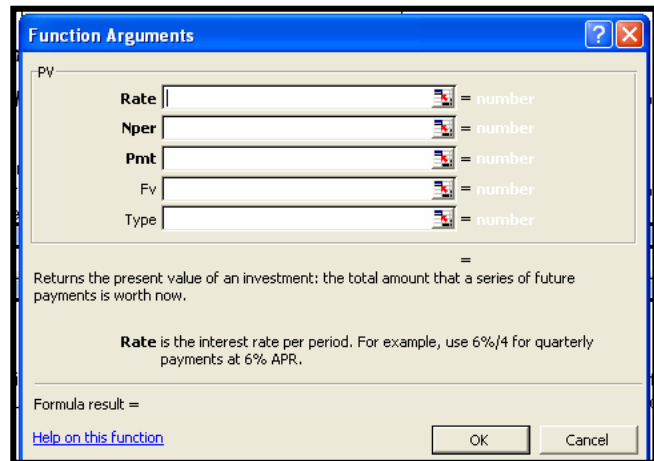 Function Arguments
PV
Rate = number
Nper = number
Pmt = number
Fv = number
Type = number
=
Returns the present value of an investment: the total amount that a series of future
payments is worth now.
Rate is the interest rate per period. For example, use 6%/4 for quarterly
payments at 6% APR.
Formula result =
Help on this function OK Cancel